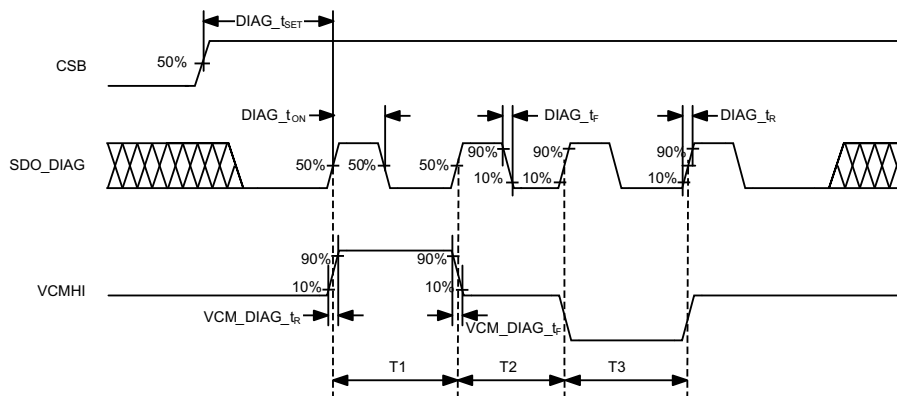 DIAG_tSET
CSB
50%
DIAG_tON
DIAG_tF
DIAG_tR
SDO_DIAG
50%
50%
50%
90%
10%
90%
10%
90%
10%
VCMHI
90%
10%
90%
10%
VCM_DIAG_tR
VCM_DIAG_tF
T1
T2
T3